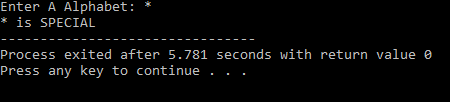 Enter A Alphabet: *
* is SPECIAL
--------------------------------
Process exited after 5.781 seconds with return value 0
Press any key to continue . . .